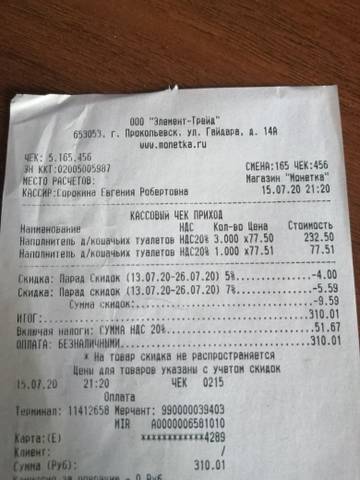 ООО "Элемент-Трейд"
653053, г. Прокопьевск, ул. Гайдара, д. 14А
www.monetka.ru
ЧЕК: 5.165.456
ЗН ККТ:02005005987 СМЕНА:165 ЧЕК:456
МЕСТО РАСЧЕТОВ: Магазин "Монетка"
КАССИР:Сорокина Евгения Робертовна 15.07.20 21:20
КАССОВЫЙ ЧЕК ПРИХОД
Наименование НДС Кол-во Цена Стоимость
Наполнитель д/кошачьих туалетов НДС20% 3.000 х77.50 232.50
Наполнитель д/кошачьих туалетов НДС20% 1.000 х77.51 77.51
Скидка: Парад Скидок (13.07.20-26.07.20) 5% -4.00
Скидка: Парад Скидок (13.07.20-26.07.20) 7% -5.59
Сумма скидок: -9.59
ИТОГ: 310.01
Включая налоги: СУММА НДС 20% 51.67
ОПЛАТА: БЕЗНАЛИЧНЫМИ 310.01
* На товар скидка не распространяется
Цены для товаров указаны с учетом скидок
15.07.20 21:20 ЧЕК 0215
Оплата
Терминал: 11412658 Мерчант: 990000039403
MIR A0000006581010
Карта:(E) ************4289
Клиент: /
Сумма (Руб): 310.01
Комиссия за операцию - 0 Руб.